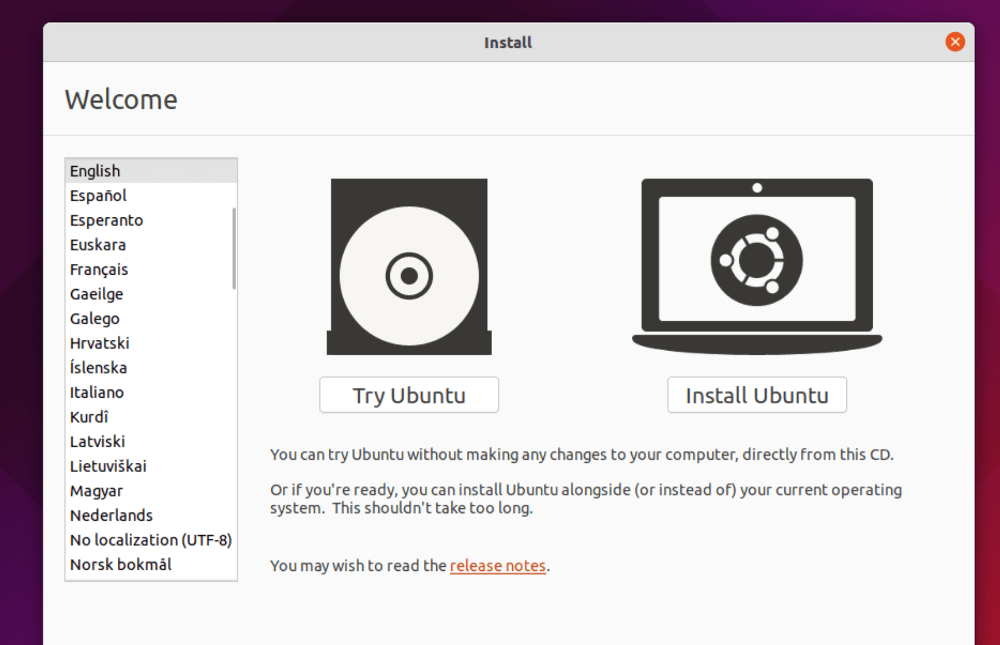 Install
Welcome
English
Español
Esperanto
Euskara
Français
Gaeilge
Galego
Hrvatski
Íslenska
Italiano
Kurdî
Latviski
Lietuviškai
Magyar
Nederlands
No localization (UTF-8)
Norsk bokmål
Try Ubuntu
Install Ubuntu
You can try Ubuntu without making any changes to your computer, directly from this CD.
Or if you're ready, you can install Ubuntu alongside (or instead of) your current operating
system.  This shouldn't take too long.
You may wish to read the release notes.